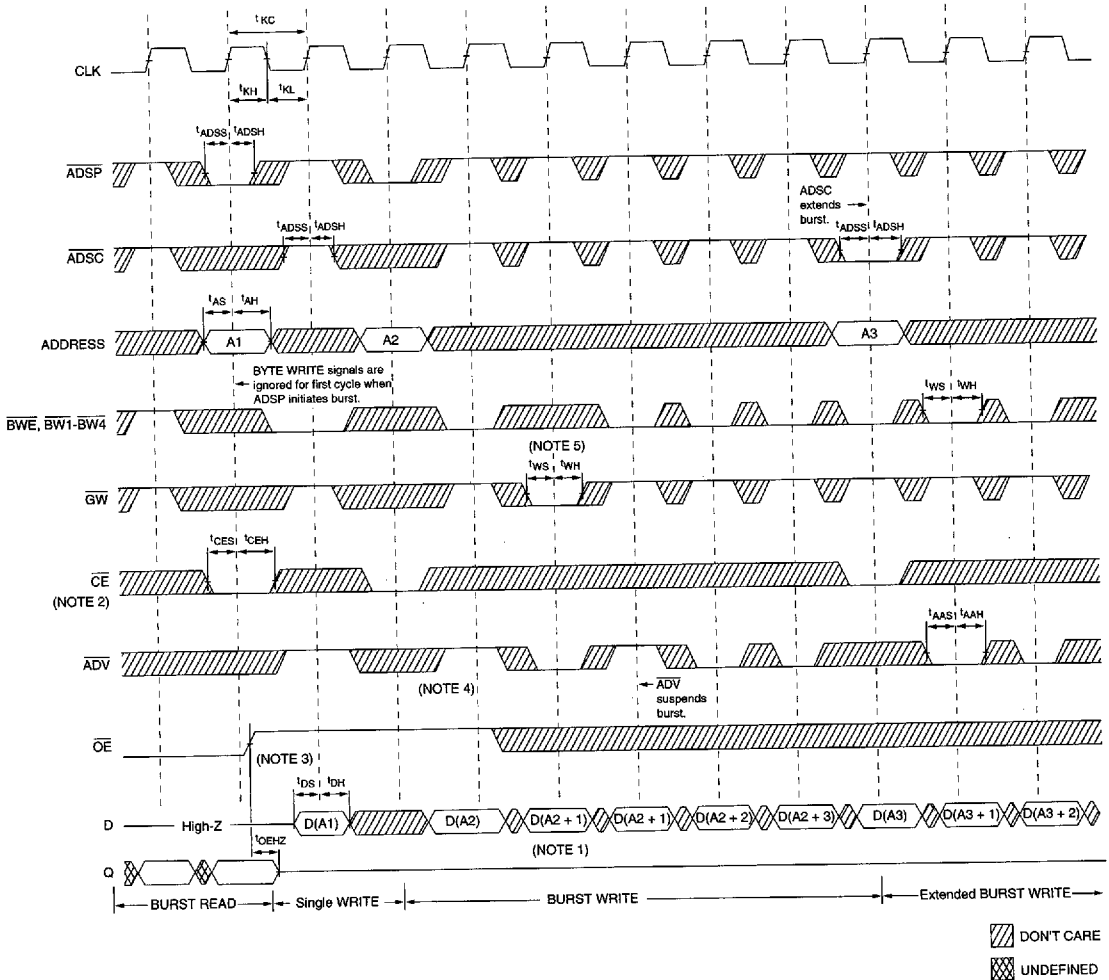 tKC
CLK
tKH tKL
tADSS tADSH
ADSP
ADSC
extends
burst.
tADSS tADSH
tADSS tADSH
ADSC
tAS tAH
ADDRESS
A1
A2
A3
BYTE WRITE signals are
ignored for first cycle when
ADSP initiates burst.
tWS tWH
BWE, BW1-BW4
(NOTE 5)
tWS tWH
GW
tCES tCEH
CE
(NOTE 2)
tAAS tAAH
ADV
(NOTE 4)
ADV
suspends
burst.
OE
(NOTE 3)
tDS tDH
D
High-Z
D(A1)
D(A2)
D(A2 + 1)
D(A2 + 1)
D(A2 + 2)
D(A2 + 3)
D(A3)
D(A3 + 1)
D(A3 + 2)
tOEHZ
(NOTE 1)
Q
BURST READ
Single WRITE
BURST WRITE
Extended BURST WRITE
DON'T CARE
UNDEFINED